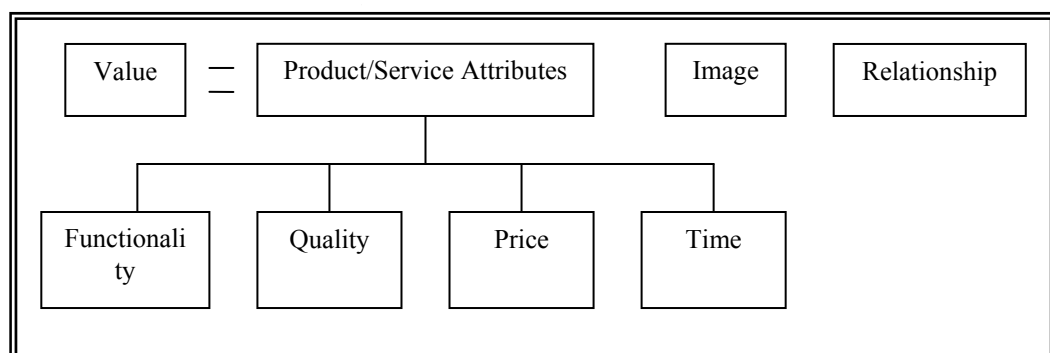 Value = Product/Service Attributes Image Relationship
Functionali
ty
Quality Price Time